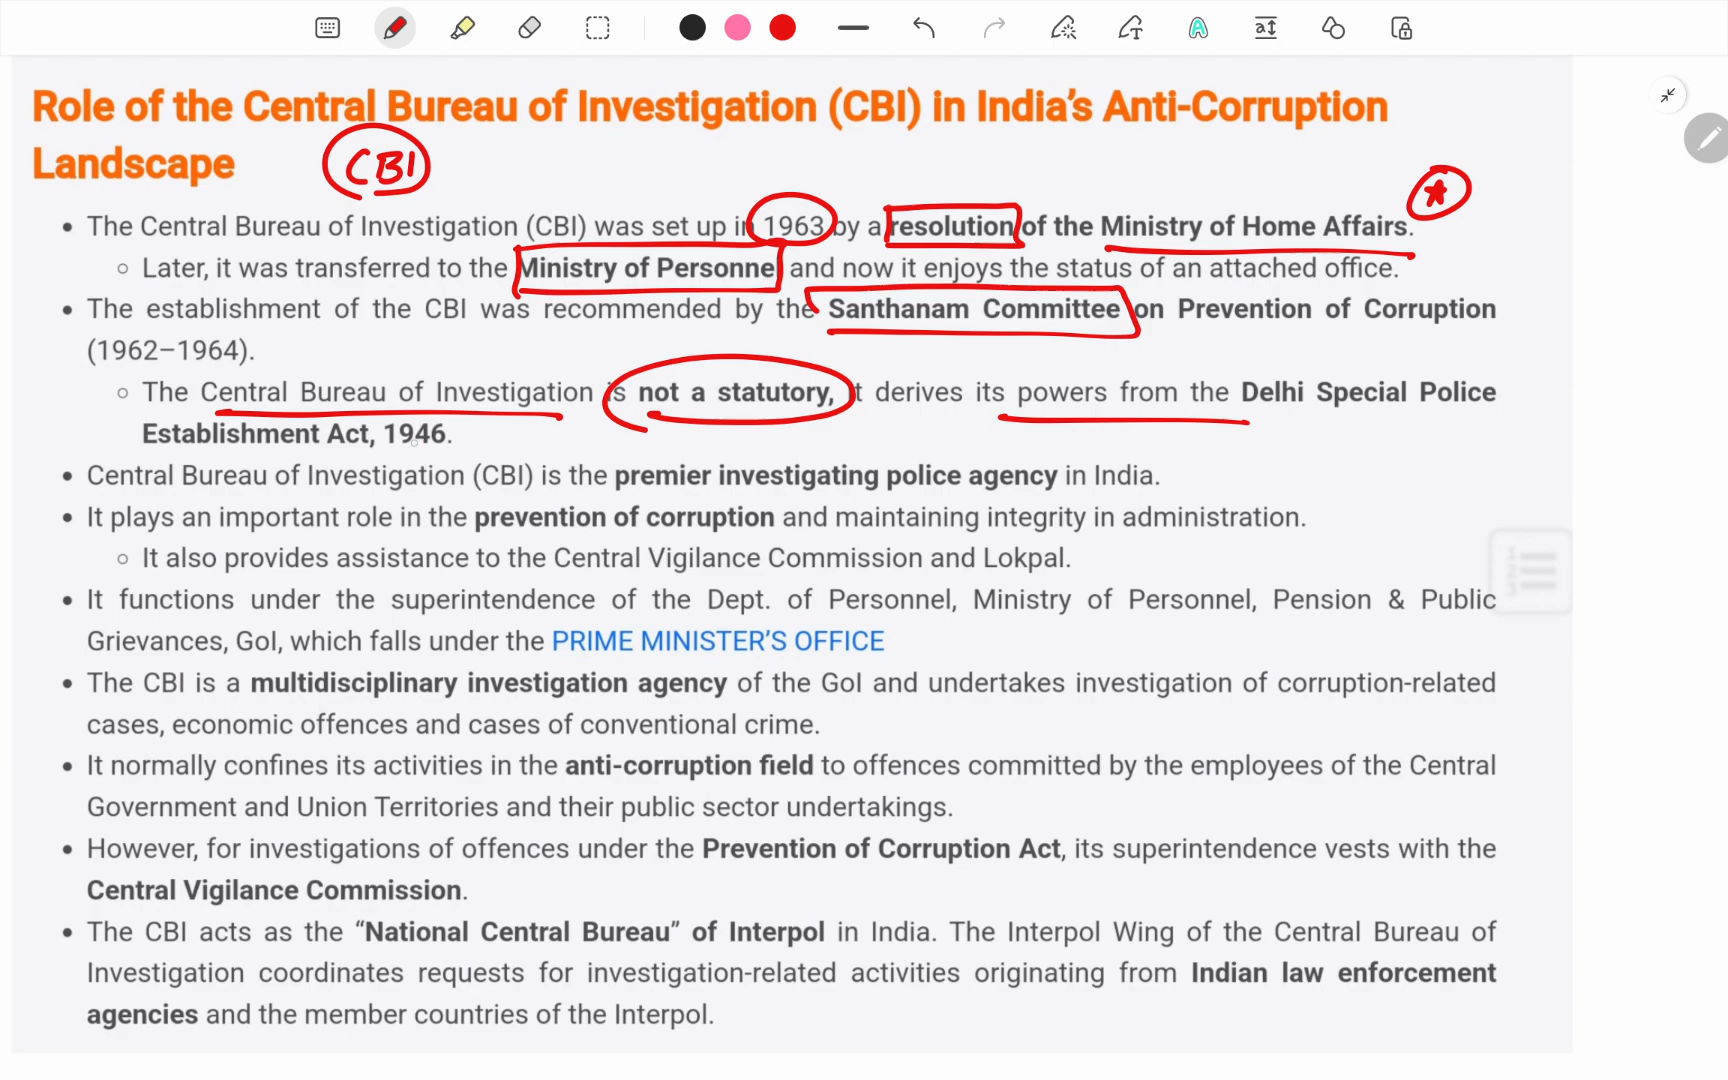 Role of the Central Bureau of Investigation (CBI) in India's Anti-Corruption
Landscape
CBI
• The Central Bureau of Investigation (CBI) was set up in 1963 by a resolution of the Ministry of Home Affairs.
○ Later, it was transferred to the Ministry of Personnel and now it enjoys the status of an attached office.
• The establishment of the CBI was recommended by the Santhanam Committee on Prevention of Corruption
(1962–1964).
○ The Central Bureau of Investigation is not a statutory, it derives its powers from the Delhi Special Police
Establishment Act, 1946.
• Central Bureau of Investigation (CBI) is the premier investigating police agency in India.
• It plays an important role in the prevention of corruption and maintaining integrity in administration.
○ It also provides assistance to the Central Vigilance Commission and Lokpal.
• It functions under the superintendence of the Dept. of Personnel, Ministry of Personnel, Pension & Public
Grievances, GoI, which falls under the PRIME MINISTER'S OFFICE
• The CBI is a multidisciplinary investigation agency of the GoI and undertakes investigation of corruption-related
cases, economic offences and cases of conventional crime.
• It normally confines its activities in the anti-corruption field to offences committed by the employees of the Central
Government and Union Territories and their public sector undertakings.
• However, for investigations of offences under the Prevention of Corruption Act, its superintendence vests with the
Central Vigilance Commission.
• The CBI acts as the “National Central Bureau” of Interpol in India. The Interpol Wing of the Central Bureau of
Investigation coordinates requests for investigation-related activities originating from Indian law enforcement
agencies and the member countries of the Interpol.